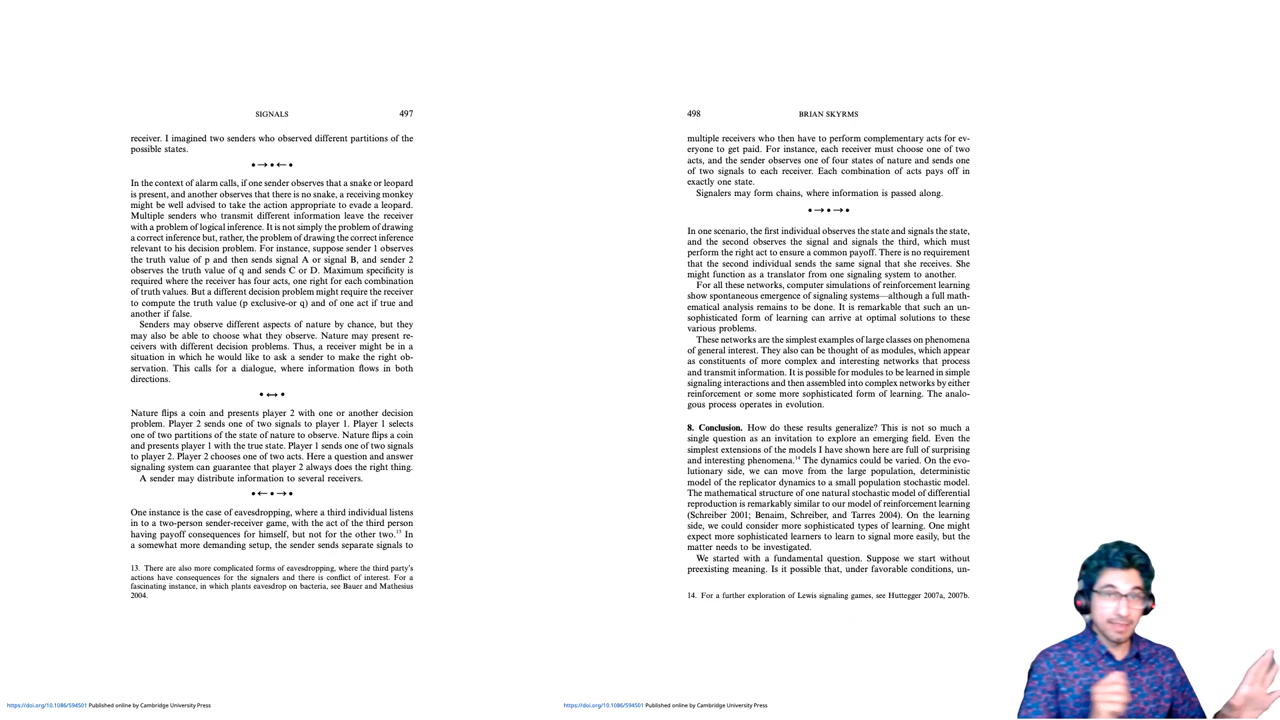 SIGNALS 497
receiver. I imagined two senders who observed different partitions of the
possible states.
• → • ← •
In the context of alarm calls, if one sender observes that a snake or leopard
is present, and another observes that there is no snake, a receiving monkey
might be well advised to take the action appropriate to evade a leopard.
Multiple senders who transmit different information leave the receiver
with a problem of logical inference. It is not simply the problem of drawing
a correct inference but, rather, the problem of drawing the correct inference
relevant to his decision problem. For instance, suppose sender 1 observes
the truth value of p and then sends signal A or signal B, and sender 2
observes the truth value of q and sends C or D. Maximum specificity is
required where the receiver has four acts, one right for each combination
of truth values. But a different decision problem might require the receiver
to compute the truth value (p exclusive-or q) and of one act if true and
another if false.
Senders may observe different aspects of nature by chance, but they
may also be able to choose what they observe. Nature may present re-
ceivers with different decision problems. Thus, a receiver might be in a
situation in which he would like to ask a sender to make the right ob-
servation. This calls for a dialogue, where information flows in both
directions.
• ↔ •
Nature flips a coin and presents player 2 with one or another decision
problem. Player 2 sends one of two signals to player 1. Player 1 selects
one of two partitions of the state of nature to observe. Nature flips a coin
and presents player 1 with the true state. Player 1 sends one of two signals
to player 2. Player 2 chooses one of two acts. Here a question and answer
signaling system can guarantee that player 2 always does the right thing.
A sender may distribute information to several receivers.
• ← • → •
One instance is the case of eavesdropping, where a third individual listens
in to a two-person sender-receiver game, with the act of the third person
having payoff consequences for himself, but not for the other two.13 In
a somewhat more demanding setup, the sender sends separate signals to
13. There are also more complicated forms of eavesdropping, where the third party's
actions have consequences for the signalers and there is conflict of interest. For a
fascinating instance, in which plants eavesdrop on bacteria, see Bauer and Mathesius
2004.
https://doi.org/10.1086/594501 Published online by Cambridge University Press
498 BRIAN SKYRMS
multiple receivers who then have to perform complementary acts for ev-
eryone to get paid. For instance, each receiver must choose one of two
acts, and the sender observes one of four states of nature and sends one
of two signals to each receiver. Each combination of acts pays off in
exactly one state.
Signalers may form chains, where information is passed along.
• → • → •
In one scenario, the first individual observes the state and signals the state,
and the second observes the signal and signals the third, which must
perform the right act to ensure a common payoff. There is no requirement
that the second individual sends the same signal that she receives. She
might function as a translator from one signaling system to another.
For all these networks, computer simulations of reinforcement learning
show spontaneous emergence of signaling systems—although a full math-
ematical analysis remains to be done. It is remarkable that such an un-
sophisticated form of learning can arrive at optimal solutions to these
various problems.
These networks are the simplest examples of large classes on phenomena
of general interest. They also can be thought of as modules, which appear
as constituents of more complex and interesting networks that process
and transmit information. It is possible for modules to be learned in simple
signaling interactions and then assembled into complex networks by either
reinforcement or some more sophisticated form of learning. The analo-
gous process operates in evolution.
8. Conclusion. How do these results generalize? This is not so much a
single question as an invitation to explore an emerging field. Even the
simplest extensions of the models I have shown here are full of surprising
and interesting phenomena.14 The dynamics could be varied. On the evo-
lutionary side, we can move from the large population, deterministic
model of the replicator dynamics to a small population stochastic model.
The mathematical structure of one natural stochastic model of differential
reproduction is remarkably similar to our model of reinforcement learning
(Schreiber 2001; Benaim, Schreiber, and Tarres 2004). On the learning
side, we could consider more sophisticated types of learning. One might
expect more sophisticated learners to learn to signal more easily, but the
matter needs to be investigated.
We started with a fundamental question. Suppose we start without
preexisting meaning. Is it possible that, under favorable conditions, un-
14. For a further exploration of Lewis signaling games, see Huttegger 2007a, 2007b.
https://doi.org/10.1086/594501 Published online by Cambridge University Press